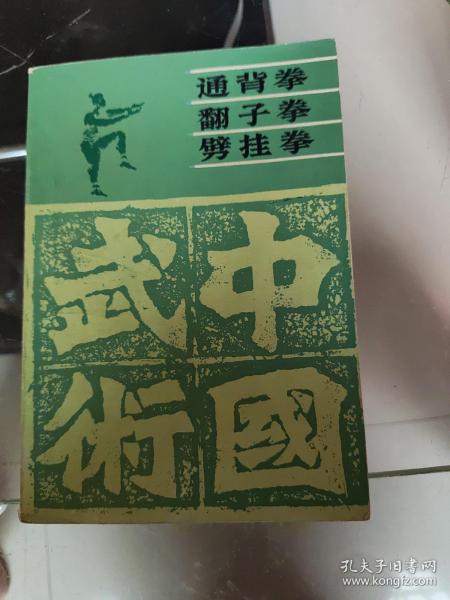 通背拳
翻子拳
劈挂拳
中國
武術
孔夫子旧书网
www.kongfz.com